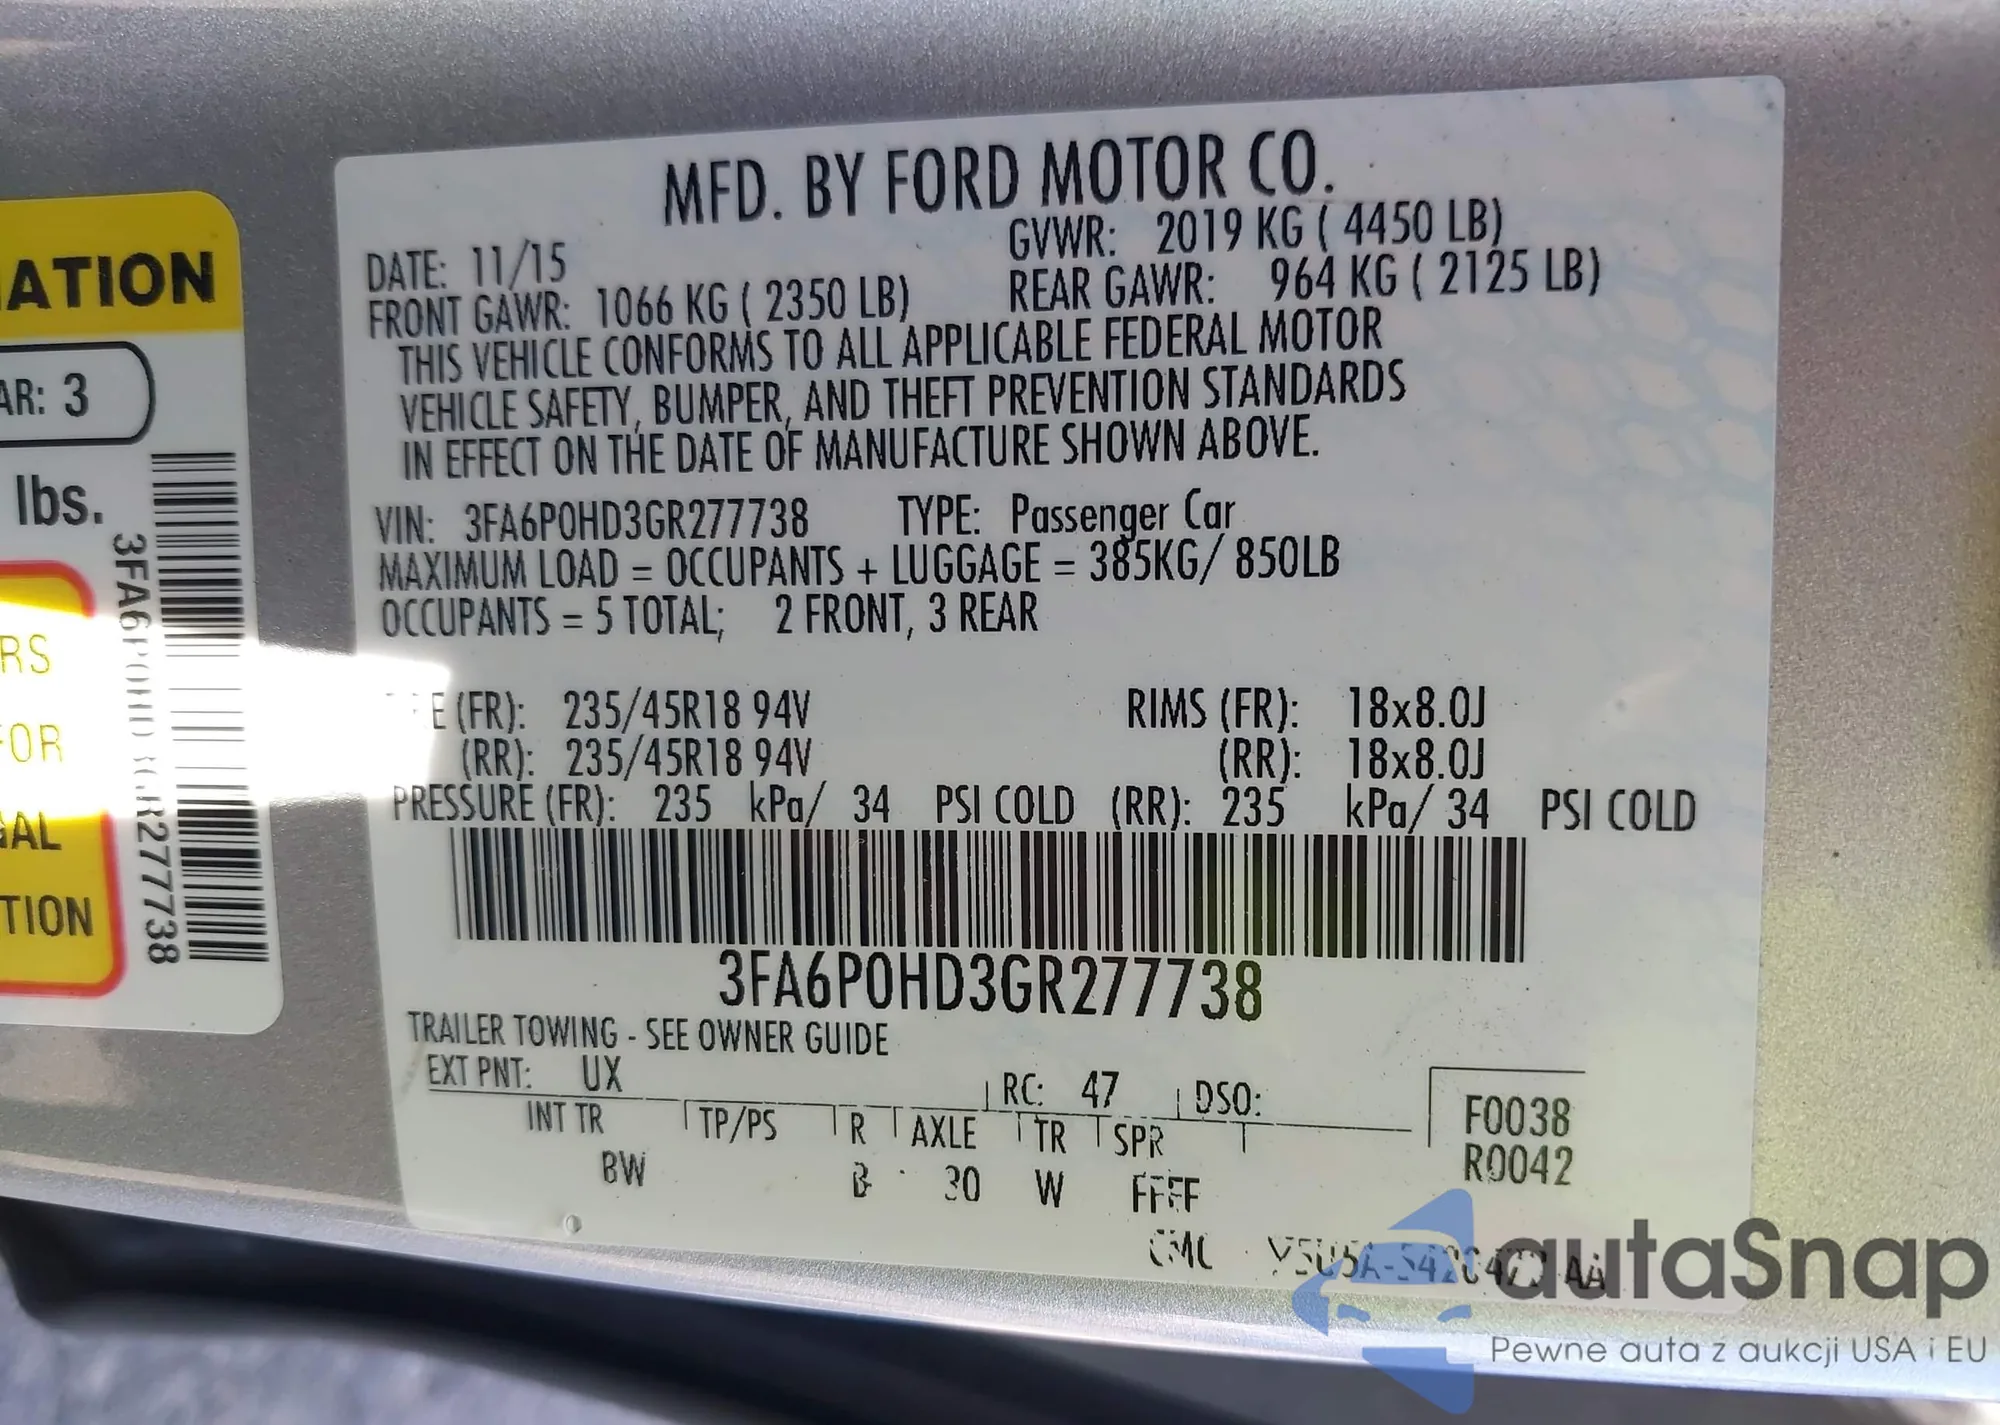 ATION
AR: 3
lbs.
RS
FOR
TION
3FA6P0HD3GR277738
MFD. BY FORD MOTOR CO.
DATE: 11/15 GVWR: 2019 KG ( 4450 LB)
FRONT GAWR: 1066 KG ( 2350 LB) REAR GAWR: 964 KG ( 2125 LB)
THIS VEHICLE CONFORMS TO ALL APPLICABLE FEDERAL MOTOR
VEHICLE SAFETY, BUMPER, AND THEFT PREVENTION STANDARDS
IN EFFECT ON THE DATE OF MANUFACTURE SHOWN ABOVE.
VIN: 3FA6P0HD3GR277738 TYPE: Passenger Car
MAXIMUM LOAD = OCCUPANTS + LUGGAGE = 385KG/ 850LB
OCCUPANTS = 5 TOTAL; 2 FRONT, 3 REAR
E (FR): 235/45R18 94V RIMS (FR): 18x8.0J
(RR): 235/45R18 94V (RR): 18x8.0J
PRESSURE (FR): 235 kPa/ 34 PSI COLD (RR): 235 kPa/ 34 PSI COLD
3FA6P0HD3GR277738
TRAILER TOWING - SEE OWNER GUIDE
EXT PNT: UX RC: 47 DSO:
INT TR TP/PS R AXLE TR SPR
BW B 30 W FFFF
F0038
R0042
CMC
autaSnap
Pewne auta z aukcji USA i EU